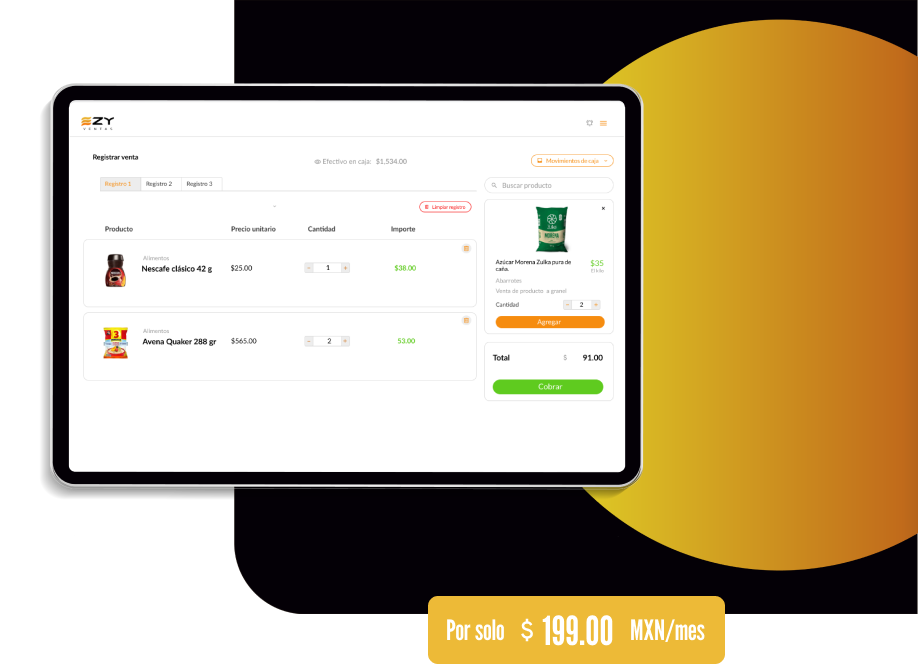 EZY
VENTAS
Registrar venta
Efectivo en caja: $1,534.00
Movimientos de caja
Registro 1 Registro 2 Registro 3
Buscar producto
Limpiar registro
Producto Precio unitario Cantidad Importe
Alimentos
Nescafe clásico 42 g $25.00 - 1 + $38.00
Alimentos
Avena Quaker 288 gr $565.00 - 2 + 53.00
×
MORENA
Azúcar Morena Zulka pura de
caña.
$35
El kilo
Abarrotes
Venta de producto: a granel
Cantidad - 2 +
Agregar
Total $ 91.00
Cobrar
Por solo $ 199.00 MXN/mes